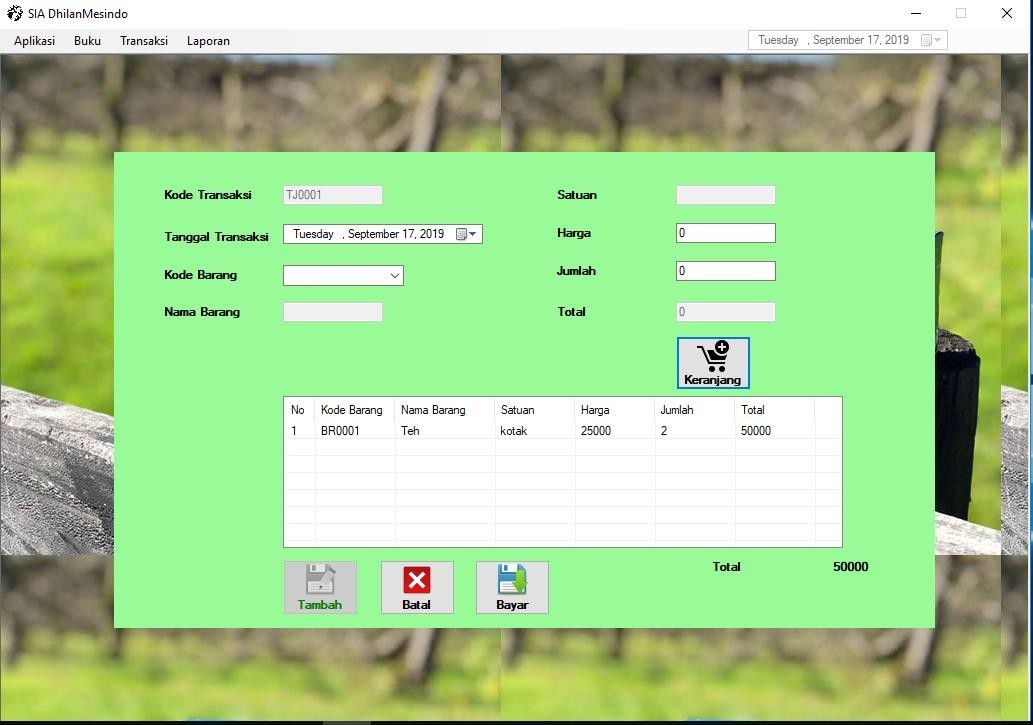 SIA DhilanMesindo
Aplikasi Buku Transaksi Laporan Tuesday , September 17, 2019
Kode Transaksi TJ0001 Satuan
Tanggal Transaksi Tuesday , September 17, 2019 Harga 0
Kode Barang Jumlah 0
Nama Barang Total 0
Keranjang
No Kode Barang Nama Barang Satuan Harga Jumlah Total
1 BR0001 Teh kotak 25000 2 50000
Total 50000
Tambah Batal Bayar